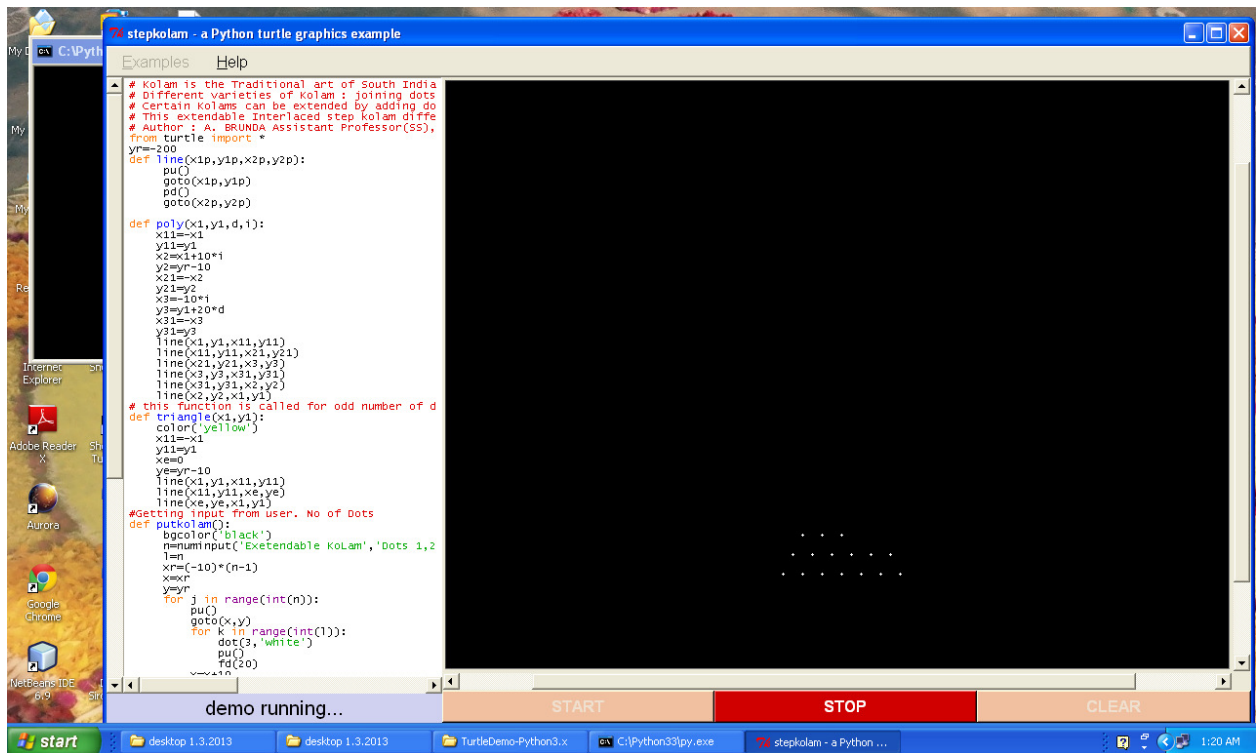 stepkolam - a Python turtle graphics example
Examples Help
C:\Pyth
# Kolam is the Traditional art of South India
# Different varieties of Kolam : joining dots
# Certain Kolams can be extended by adding do
# This extendable Interlaced step kolam diffe
# Author : A. BRUNDA Assistant Professor(SS),
from turtle import *
yr=-200
def line(x1p,y1p,x2p,y2p):
pu()
goto(x1p,y1p)
pd()
goto(x2p,y2p)
def poly(x1,y1,d,i):
x11=-x1
y11=y1
x2=x1+10*i
y2=yr-10
x21=-x2
y21=y2
x3=-10*i
y3=y1+20*d
x31=-x3
y31=y3
line(x1,y1,x11,y11)
line(x11,y11,x21,y21)
line(x21,y21,x3,y3)
line(x3,y3,x31,y31)
line(x31,y31,x2,y2)
line(x2,y2,x1,y1)
# this function is called for odd number of d
def triangle(x1,y1):
color('yellow')
x11=-x1
y11=y1
xe=0
ye=yr-10
line(x1,y1,x11,y11)
line(x11,y11,xe,ye)
line(xe,ye,x1,y1)
#Getting input from user. No of Dots
def putkolam():
bgcolor('black')
n=numinput('Exetendable KoLam','Dots 1,2
l=n
xr=(-10)*(n-1)
x=xr
y=yr
for j in range(int(n)):
pu()
goto(x,y)
for k in range(int(l)):
dot(3,'white')
pu()
fd(20)
x=x+10
demo running...
START
STOP
CLEAR
My
My
Internet
Explorer
Adobe Reader
X
Aurora
Google
Chrome
NetBeans IDE
6.9
start
desktop 1.3.2013
desktop 1.3.2013
TurtleDemo-Python3.x
C:\Python33\py.exe
stepkolam - a Python ...
1:20 AM